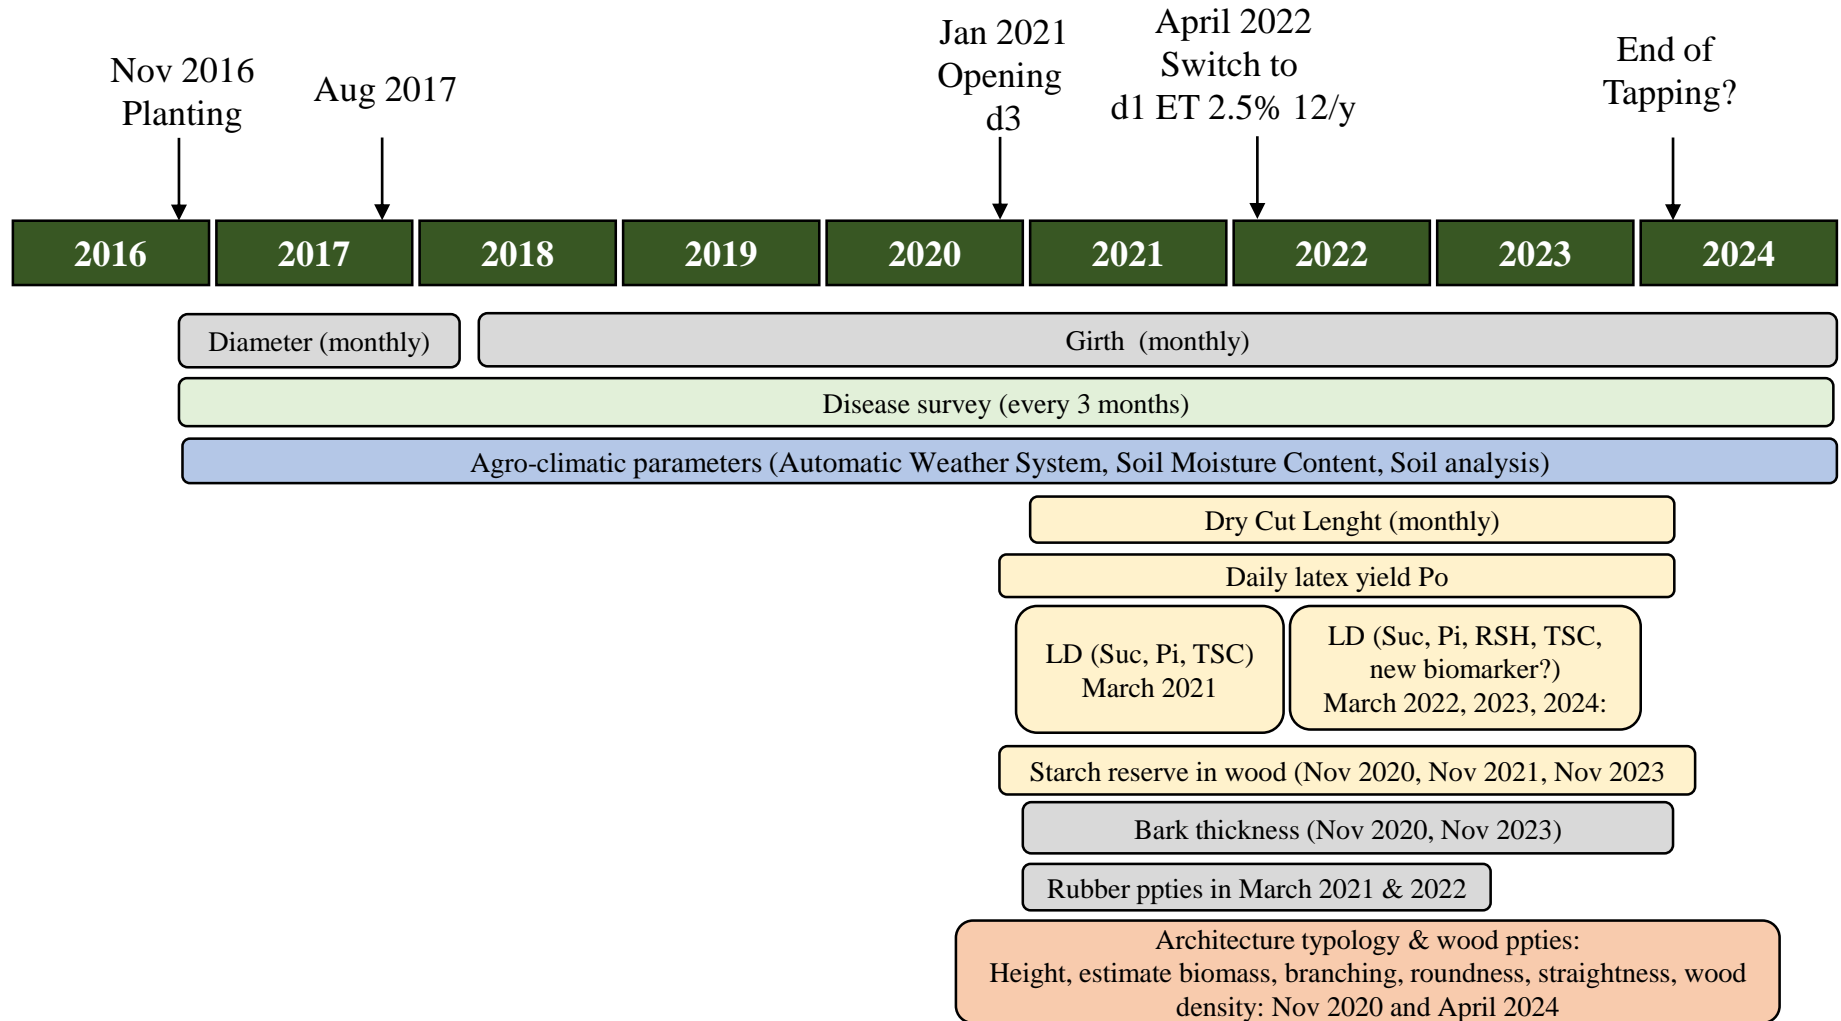 Nov 2016
Planting
Aug 2017
Jan 2021
Opening
d3
April 2022
Switch to
d1 ET 2.5% 12/y
End of
Tapping?
2016
2017
2018
2019
2020
2021
2022
2023
2024
Diameter (monthly)
Girth (monthly)
Disease survey (every 3 months)
Agro-climatic parameters (Automatic Weather System, Soil Moisture Content, Soil analysis)
Dry Cut Lenght (monthly)
Daily latex yield Po
LD (Suc, Pi, TSC)
March 2021
LD (Suc, Pi, RSH, TSC,
new biomarker?)
March 2022, 2023, 2024:
Starch reserve in wood (Nov 2020, Nov 2021, Nov 2023
Bark thickness (Nov 2020, Nov 2023)
Rubber ppties in March 2021 & 2022
Architecture typology & wood ppties:
Height, estimate biomass, branching, roundness, straightness, wood
density: Nov 2020 and April 2024